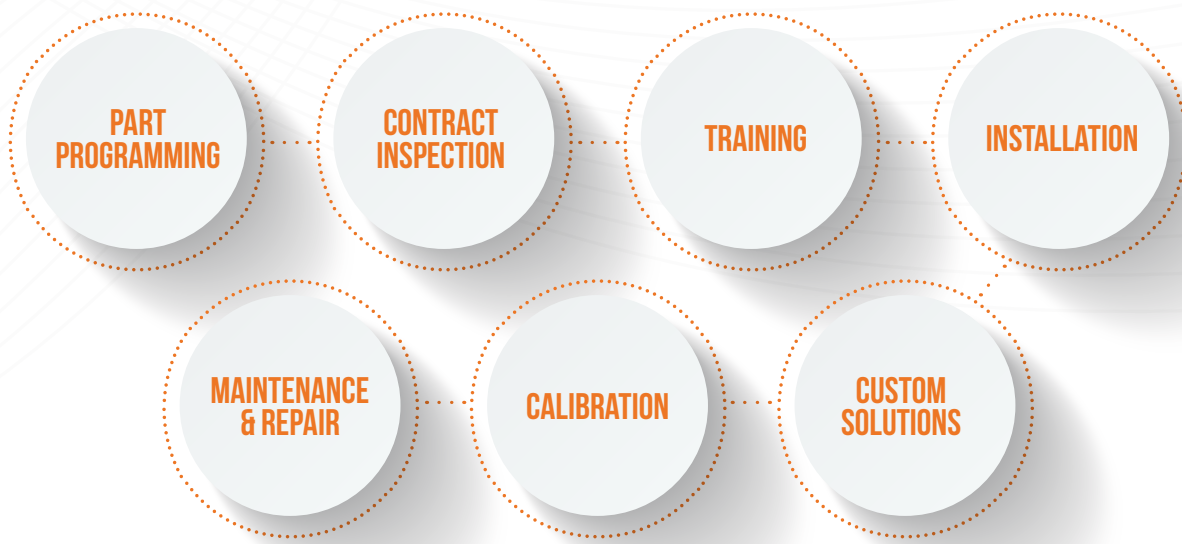 PART
PROGRAMMING
CONTRACT
INSPECTION
TRAINING
INSTALLATION
MAINTENANCE
& REPAIR
CALIBRATION
CUSTOM
SOLUTIONS